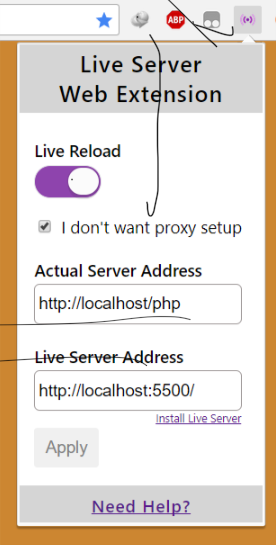 ABP
Live Server
Web Extension
Live Reload
I don't want proxy setup
Actual Server Address
http://localhost/php
Live Server Address
http://localhost:5500/
Install Live Server
Apply
Need Help?